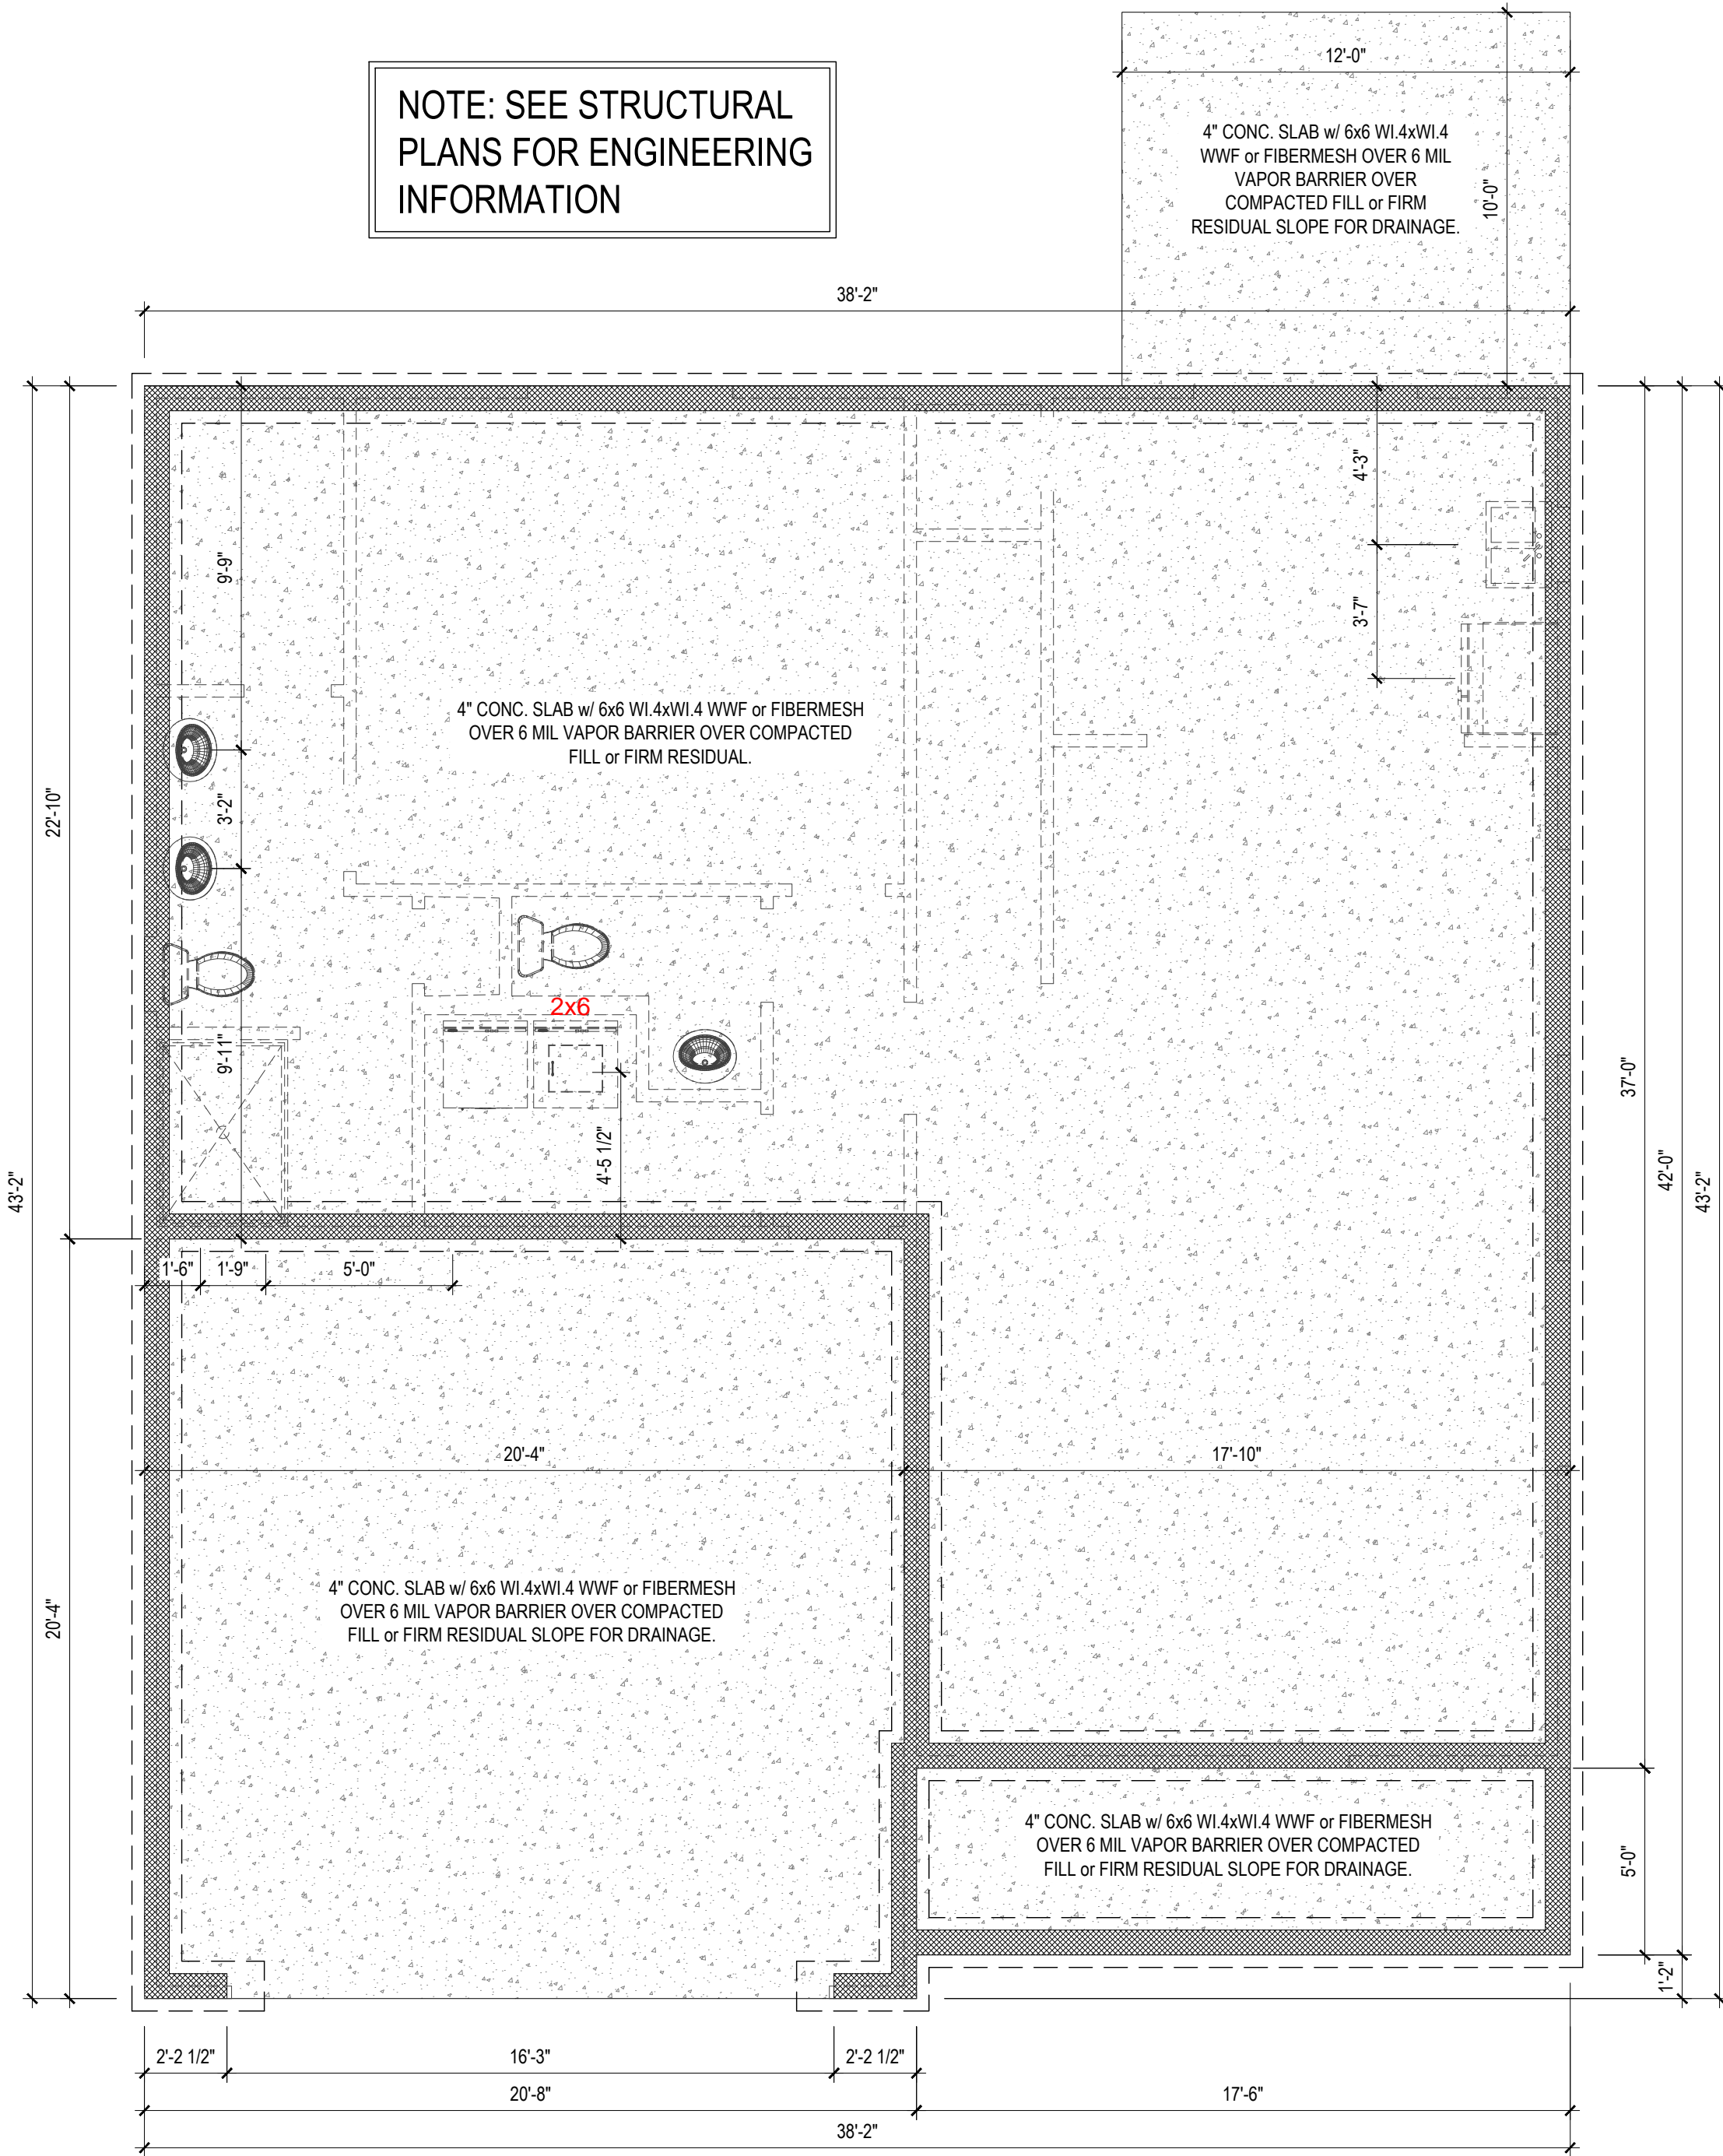 12'-0"
NOTE: SEE STRUCTURAL
PLANS FOR ENGINEERING
INFORMATION
4" CONC. SLAB w/ 6x6 WI.4xWI.4
WWF or FIBERMESH OVER 6 MIL
VAPOR BARRIER OVER
COMPACTED FILL or FIRM
RESIDUAL SLOPE FOR DRAINAGE.
10'-0"
38'-2"
4'-3"
9'-9"
3'-7"
4" CONC. SLAB w/ 6x6 WI.4xWI.4 WWF or FIBERMESH
OVER 6 MIL VAPOR BARRIER OVER COMPACTED
FILL or FIRM RESIDUAL.
22'-10"
3'-2"
2x6
9'-11"
4'-5 1/2"
37'-0"
42'-0"
43'-2"
43'-2"
1'-6"
1'-9"
5'-0"
20'-4"
17'-10"
4" CONC. SLAB w/ 6x6 WI.4xWI.4 WWF or FIBERMESH
OVER 6 MIL VAPOR BARRIER OVER COMPACTED
FILL or FIRM RESIDUAL SLOPE FOR DRAINAGE.
20'-4"
4" CONC. SLAB w/ 6x6 WI.4xWI.4 WWF or FIBERMESH
OVER 6 MIL VAPOR BARRIER OVER COMPACTED
FILL or FIRM RESIDUAL SLOPE FOR DRAINAGE.
5'-0"
1'-2"
2'-2 1/2"
16'-3"
2'-2 1/2"
20'-8"
17'-6"
38'-2"